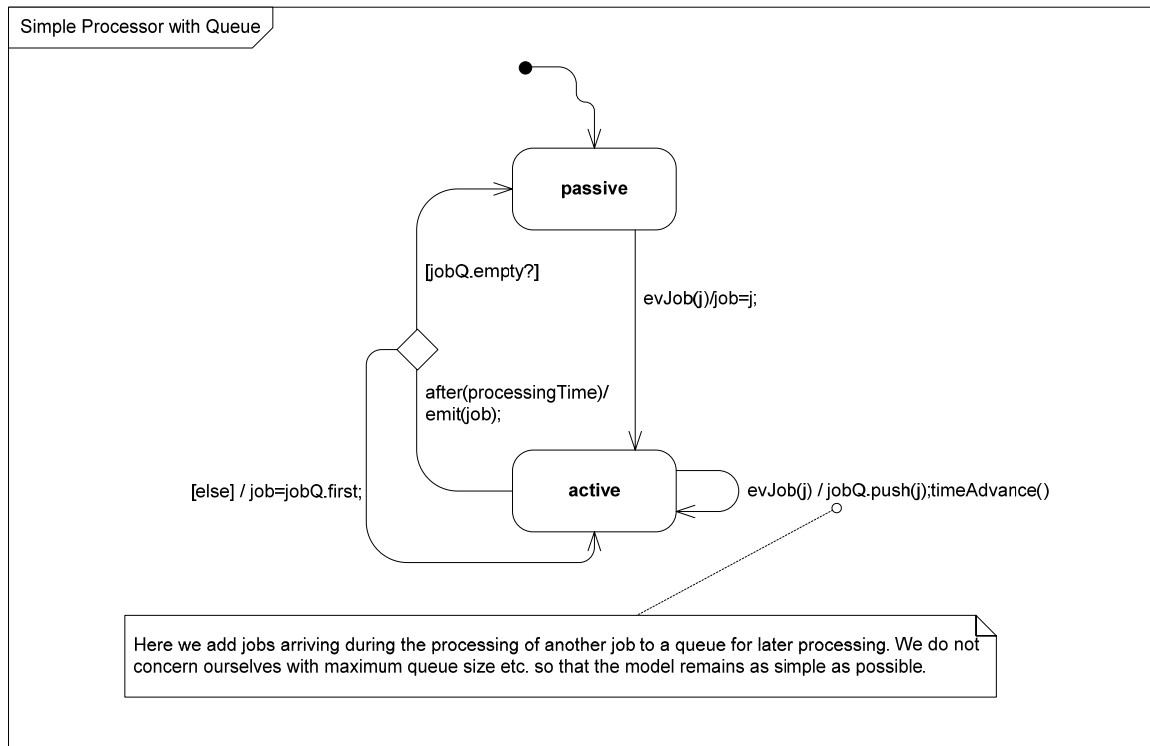 Simple Processor with Queue
passive
[jobQ.empty?]
evJob(j)/job=j;
after(processingTime)/
emit(job);
[else] / job=jobQ.first;
active
evJob(j) / jobQ.push(j);timeAdvance()
Here we add jobs arriving during the processing of another job to a queue for later processing. We do not
concern ourselves with maximum queue size etc. so that the model remains as simple as possible.